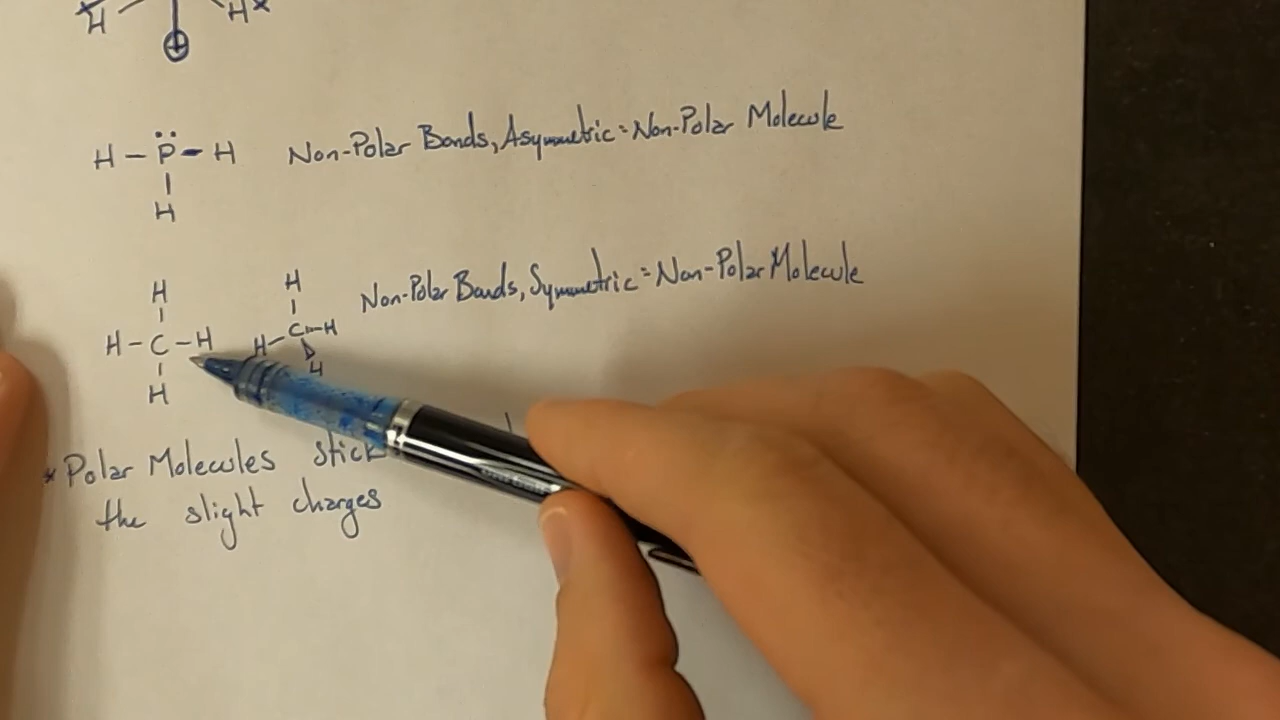 H H
⊕
H - P - H Non-Polar Bonds, Asymmetric = Non-Polar Molecule
H
H H Non-Polar Bonds, Symmetric = Non-Polar Molecule
H - C - H H C H
H H
* Polar Molecules stick
the slight charges